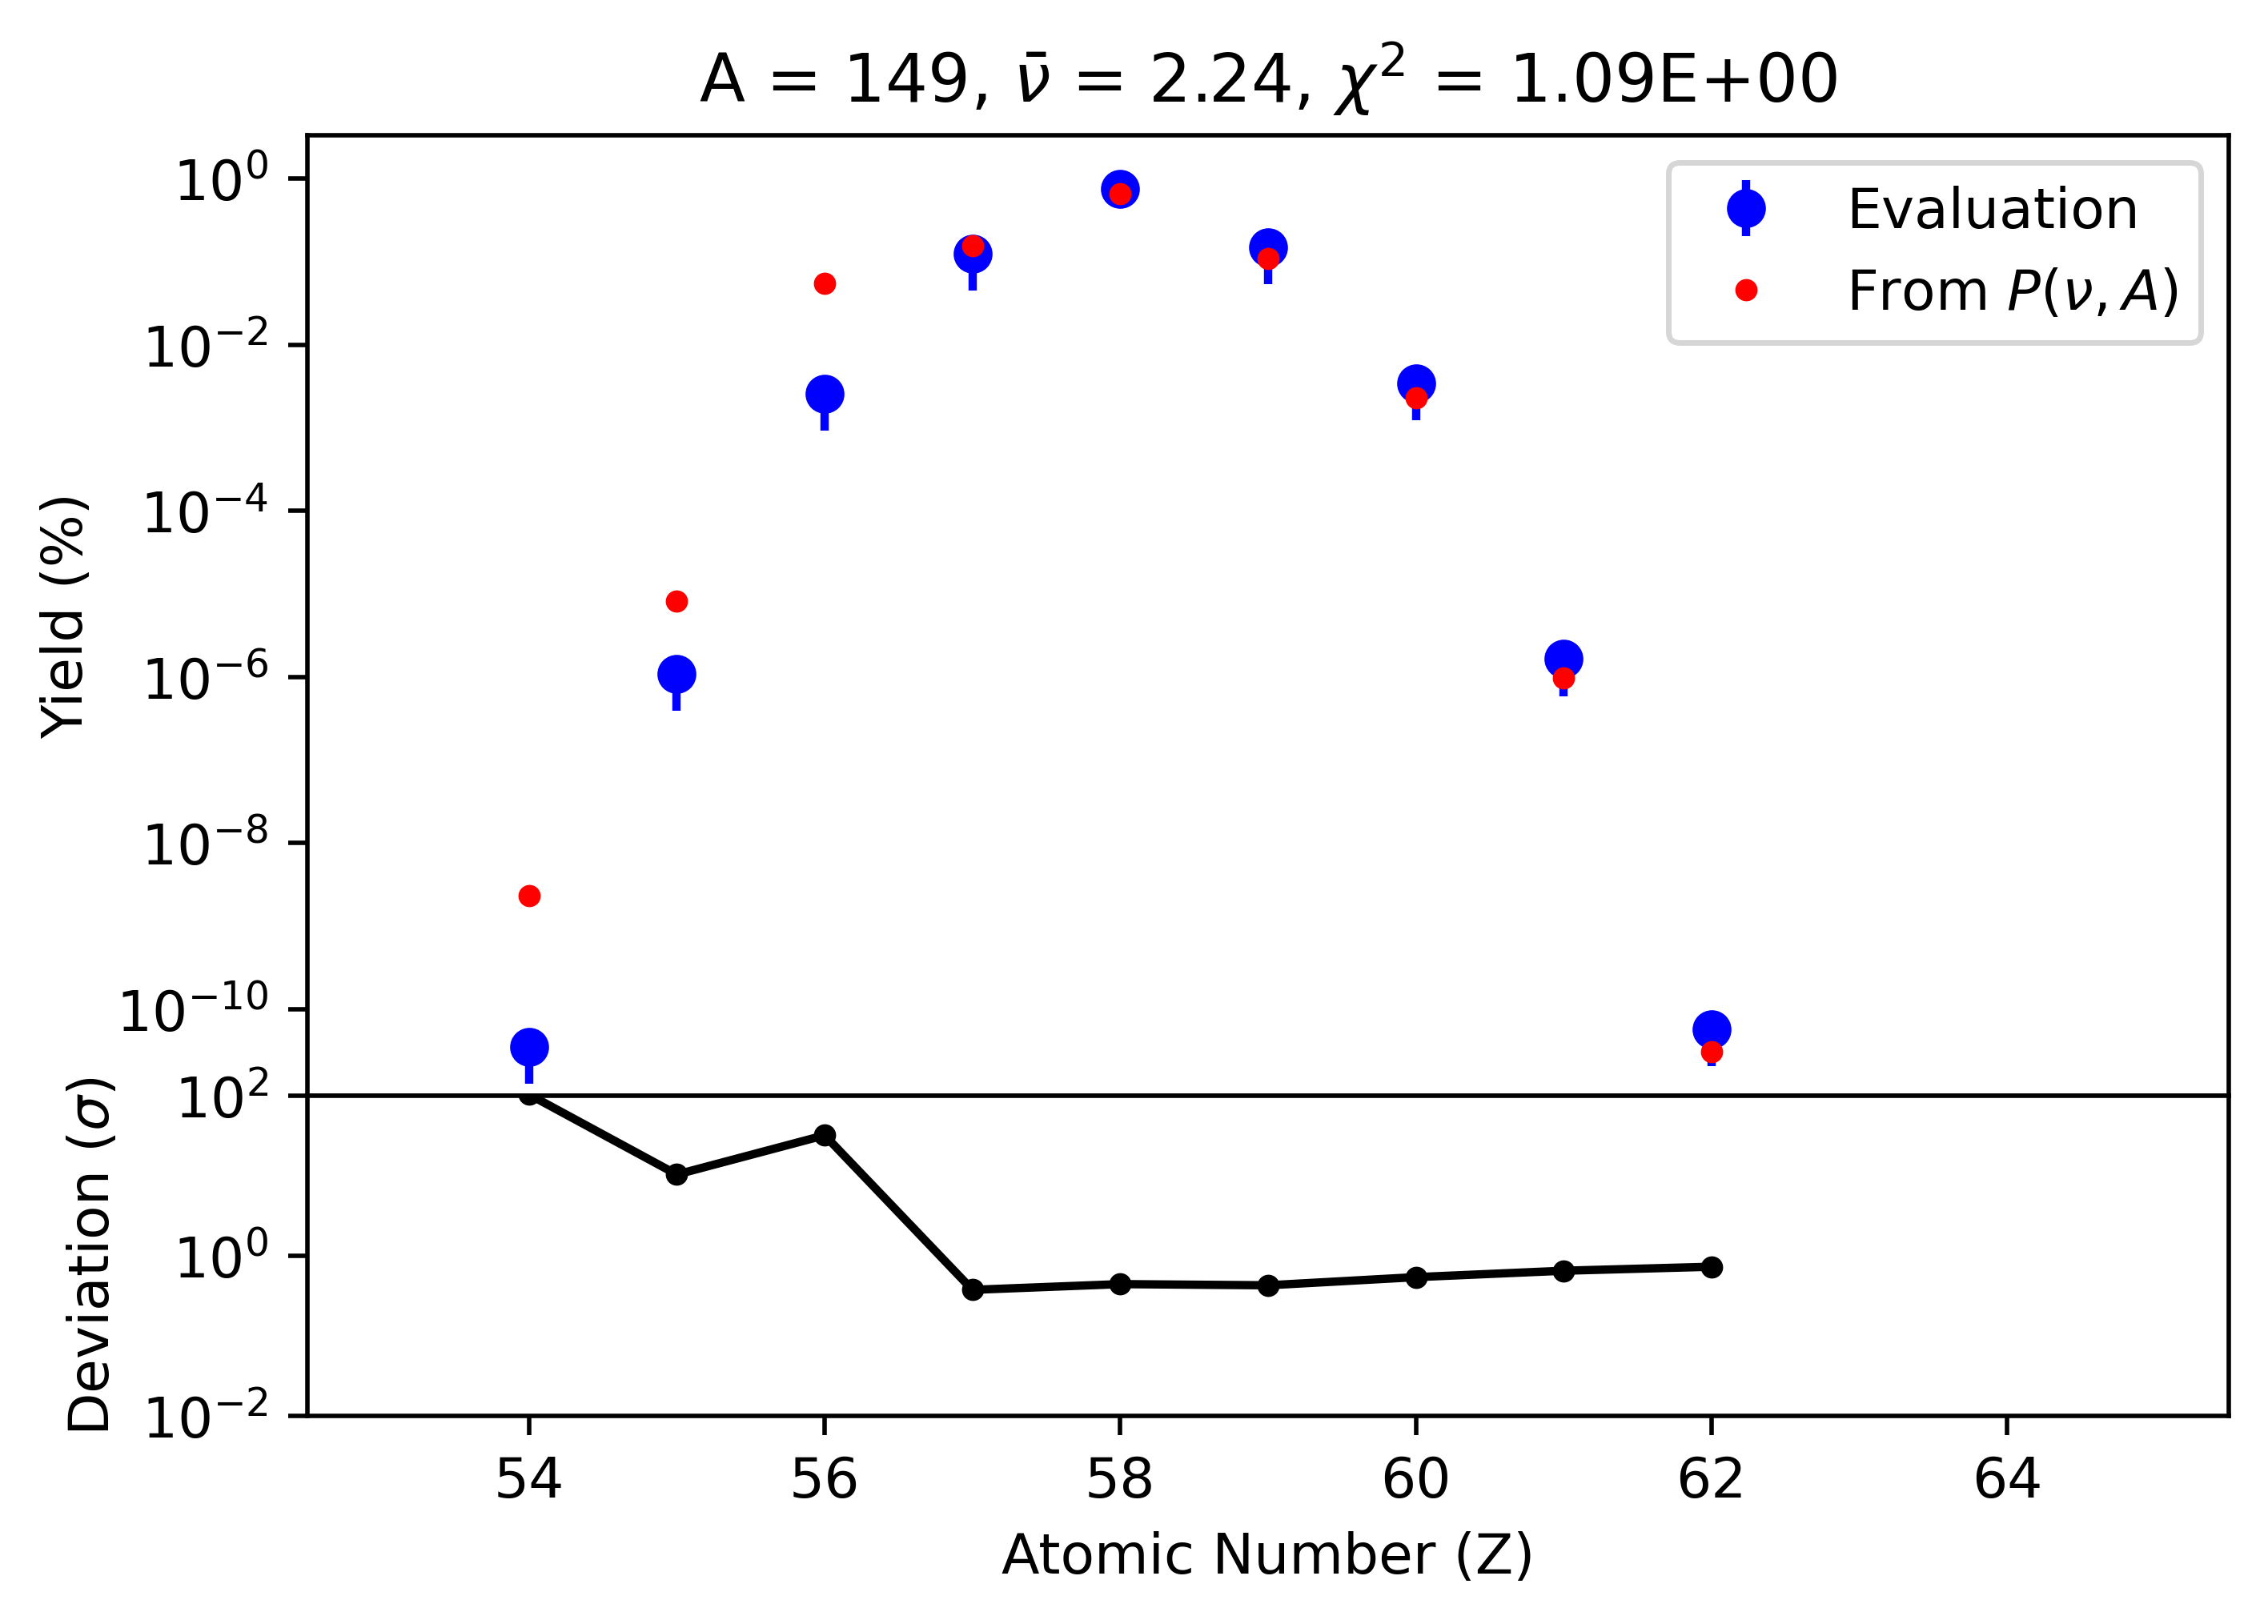 A = 149, ν̄ = 2.24, χ² = 1.09E+00
Evaluation
From P(ν, A)
Yield (%)
10⁰
10⁻²
10⁻⁴
10⁻⁶
10⁻⁸
10⁻¹⁰
Deviation (σ)
10²
10⁰
10⁻²
54 56 58 60 62 64
Atomic Number (Z)